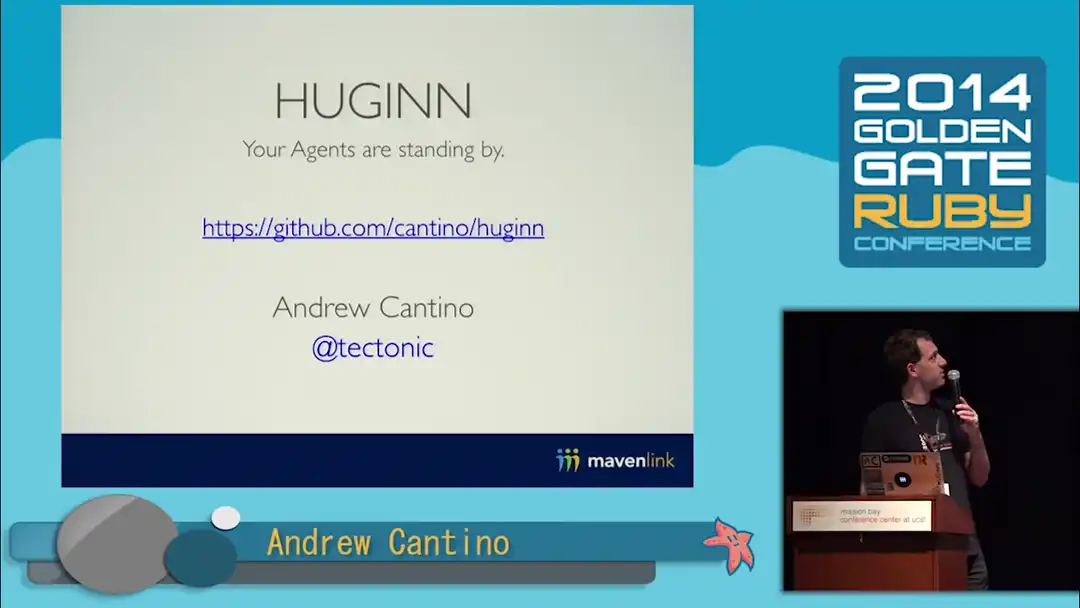 HUGINN
Your Agents are standing by.
https://github.com/cantino/huginn
Andrew Cantino
@tectonic
mavenlink
2014
GOLDEN
GATE
RUBY
CONFERENCE
mission bay
conference center at ucsf
Andrew Cantino